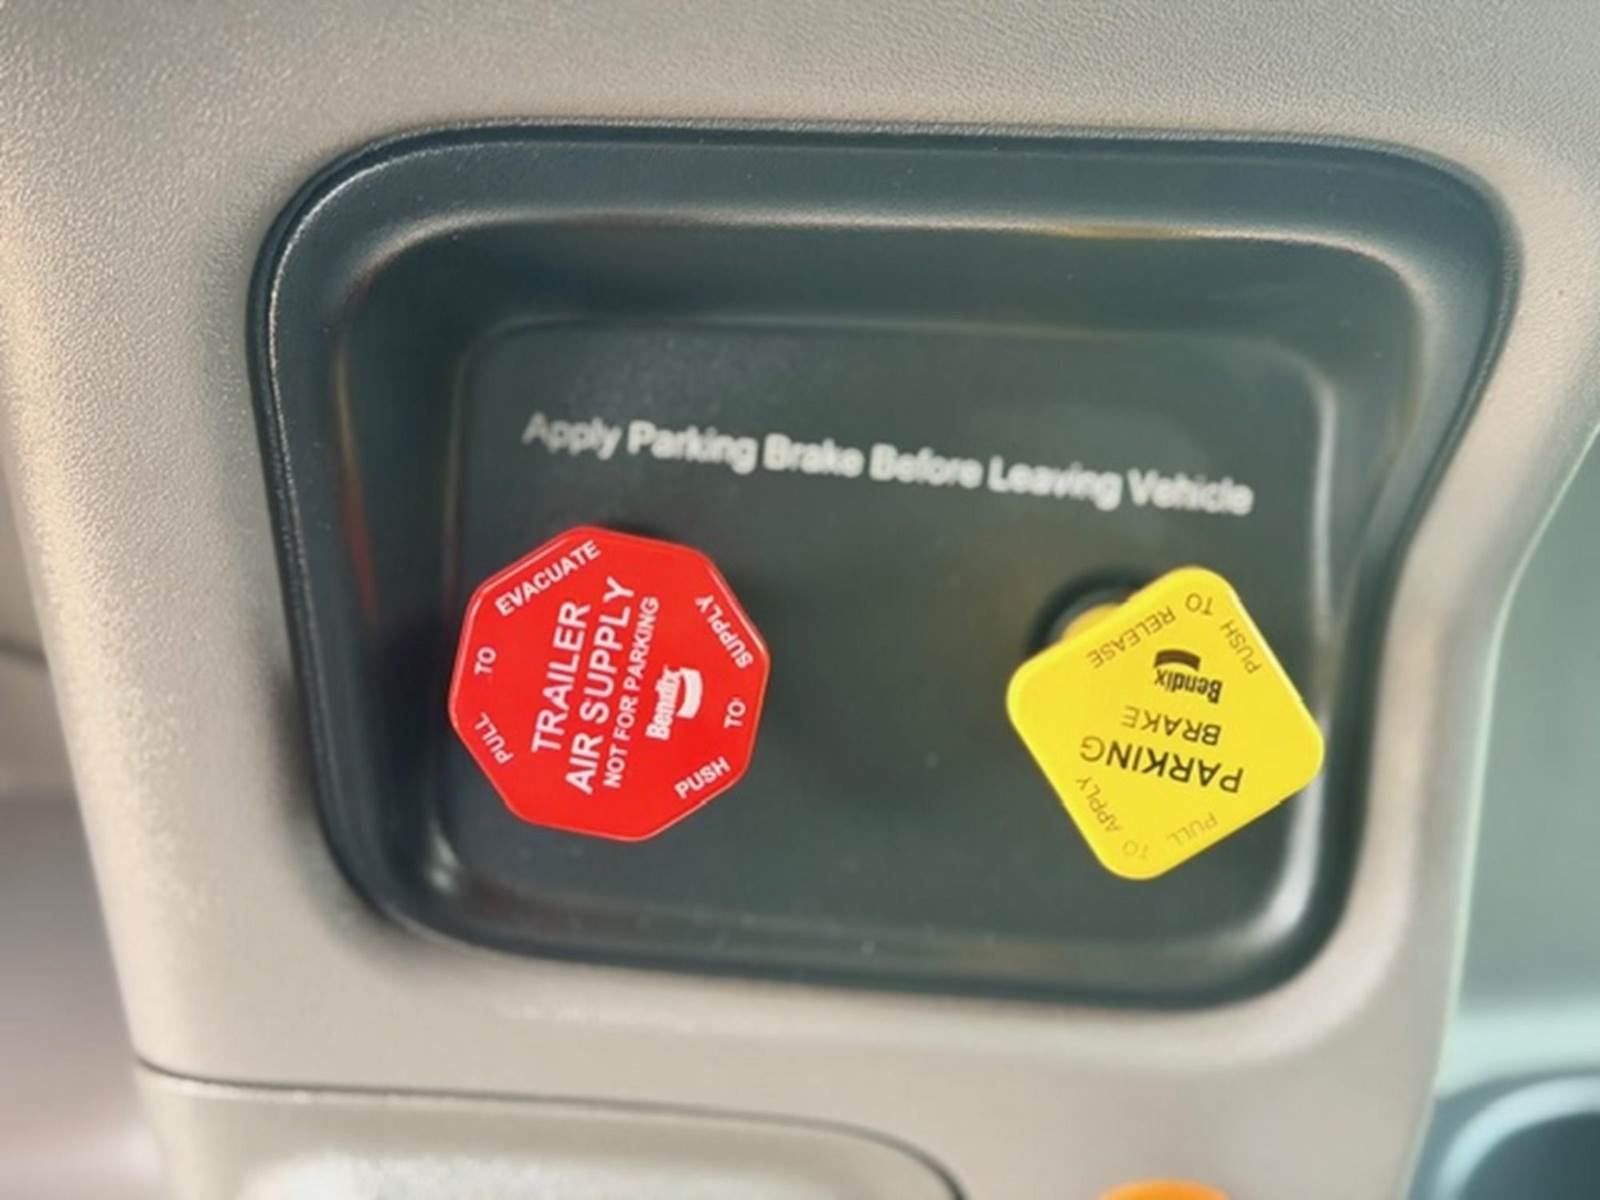 Apply Parking Brake Before Leaving Vehicle
PULL TO EVACUATE
TRAILER
AIR SUPPLY
NOT FOR PARKING
Bendix
PUSH TO SUPPLY
PUSH TO RELEASE
Bendix
BRAKE
PARKING
PULL TO APPLY